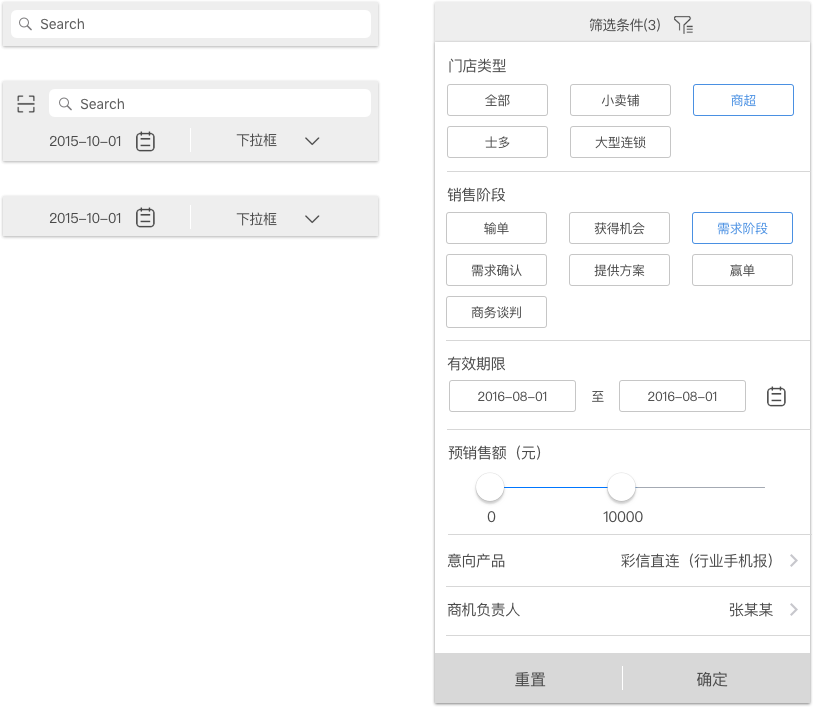 Search
Search
2015-10-01 下拉框
2015-10-01 下拉框
筛选条件(3)
门店类型
全部 小卖铺 商超
士多 大型连锁
销售阶段
输单 获得机会 需求阶段
需求确认 提供方案 赢单
商务谈判
有效期限
2016-08-01 至 2016-08-01
预销售额（元）
0 10000
意向产品 彩信直连（行业手机报）
商机负责人 张某某
重置 确定